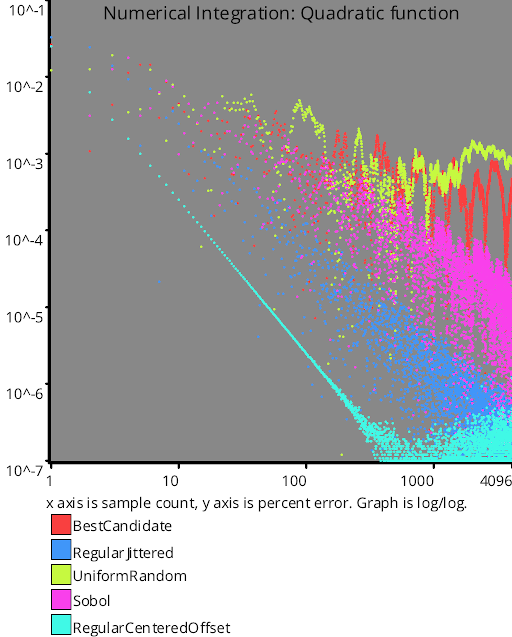 Numerical Integration: Quadratic function
10^-1
10^-2
10^-3
10^-4
10^-5
10^-6
10^-7
1 10 100 1000 4096
x axis is sample count, y axis is percent error. Graph is log/log.
BestCandidate
RegularJittered
UniformRandom
Sobol
RegularCenteredOffset